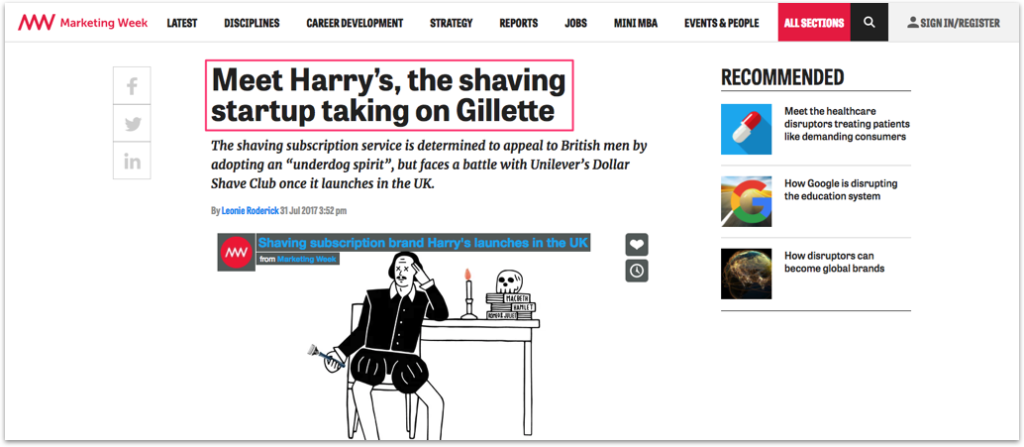 Marketing Week
LATEST
DISCIPLINES
CAREER DEVELOPMENT
STRATEGY
REPORTS
JOBS
MINI MBA
EVENTS & PEOPLE
ALL SECTIONS
SIGN IN/REGISTER
Meet Harry's, the shaving
startup taking on Gillette
The shaving subscription service is determined to appeal to British men by
adopting an “underdog spirit”, but faces a battle with Unilever's Dollar
Shave Club once it launches in the UK.
By Leonie Roderick 31 Jul 2017 3:52 pm
Shaving subscription brand Harry's launches in the UK
from Marketing Week
MACBETH
HAMLET
ROMEO & JULIET
RECOMMENDED
Meet the healthcare
disruptors treating patients
like demanding consumers
How Google is disrupting
the education system
How disruptors can
become global brands